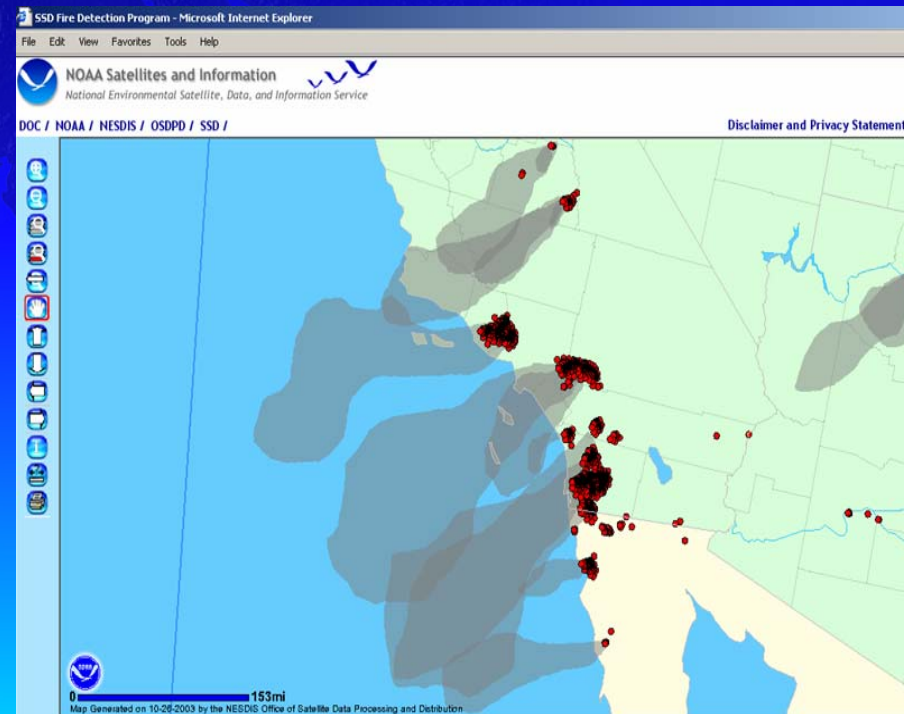 SSD Fire Detection Program - Microsoft Internet Explorer
File Edit View Favorites Tools Help
NOAA Satellites and Information
National Environmental Satellite, Data, and Information Service
DOC / NOAA / NESDIS / OSDPD / SSD /
Disclaimer and Privacy Statement
0 153mi
Map Generated on 10-26-2003 by the NESDIS Office of Satellite Data Processing and Distribution